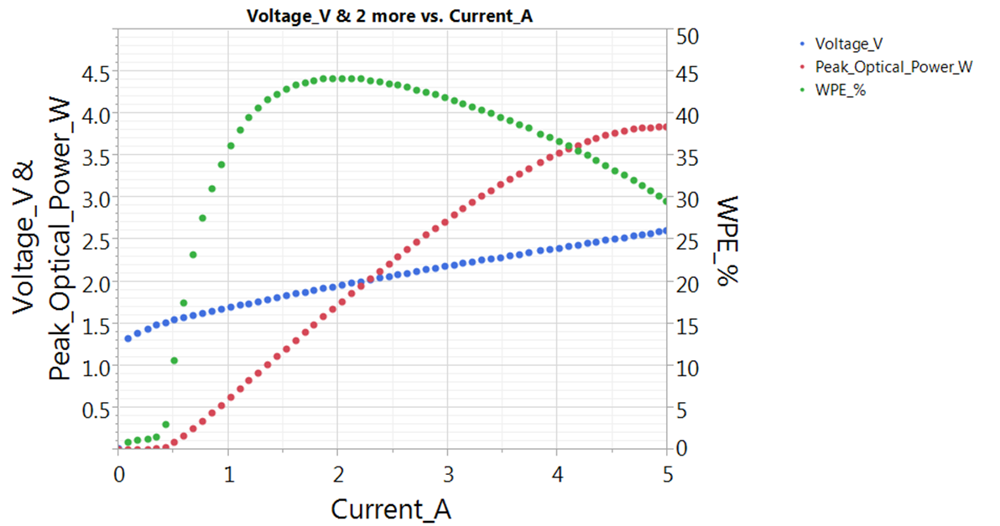 Voltage_V & 2 more vs. Current_A
Voltage_V &
Peak_Optical_Power_W
4.5
4.0
3.5
3.0
2.5
2.0
1.5
1.0
0.5
50
45
40
35
30
25
20
15
10
5
0
WPE_%
0 1 2 3 4 5
Current_A
Voltage_V
Peak_Optical_Power_W
WPE_%